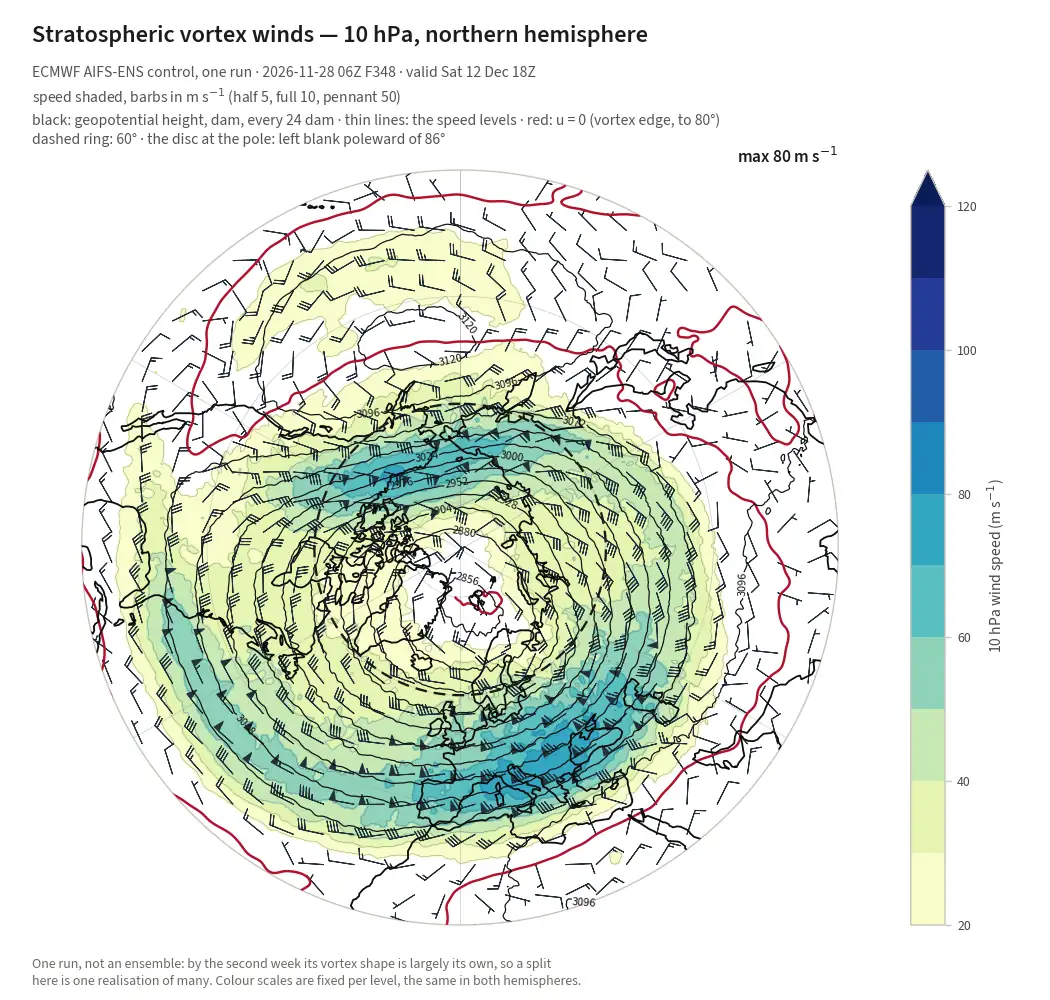 Stratospheric vortex winds — 10 hPa, northern hemisphere
ECMWF AIFS-ENS control, one run · 2026-11-28 06Z F348 · valid Sat 12 Dec 18Z
speed shaded, barbs in m s⁻¹ (half 5, full 10, pennant 50)
black: geopotential height, dam, every 24 dam · thin lines: the speed levels · red: u = 0 (vortex edge, to 80°)
dashed ring: 60° · the disc at the pole: left blank poleward of 86°
max 80 m s⁻¹
120
100
80
60
40
20
10 hPa wind speed (m s⁻¹)
3120
3120
3096
3096
3072
3000
2952
2880
2856
3096
3096
One run, not an ensemble: by the second week its vortex shape is largely its own, so a split
here is one realisation of many. Colour scales are fixed per level, the same in both hemispheres.